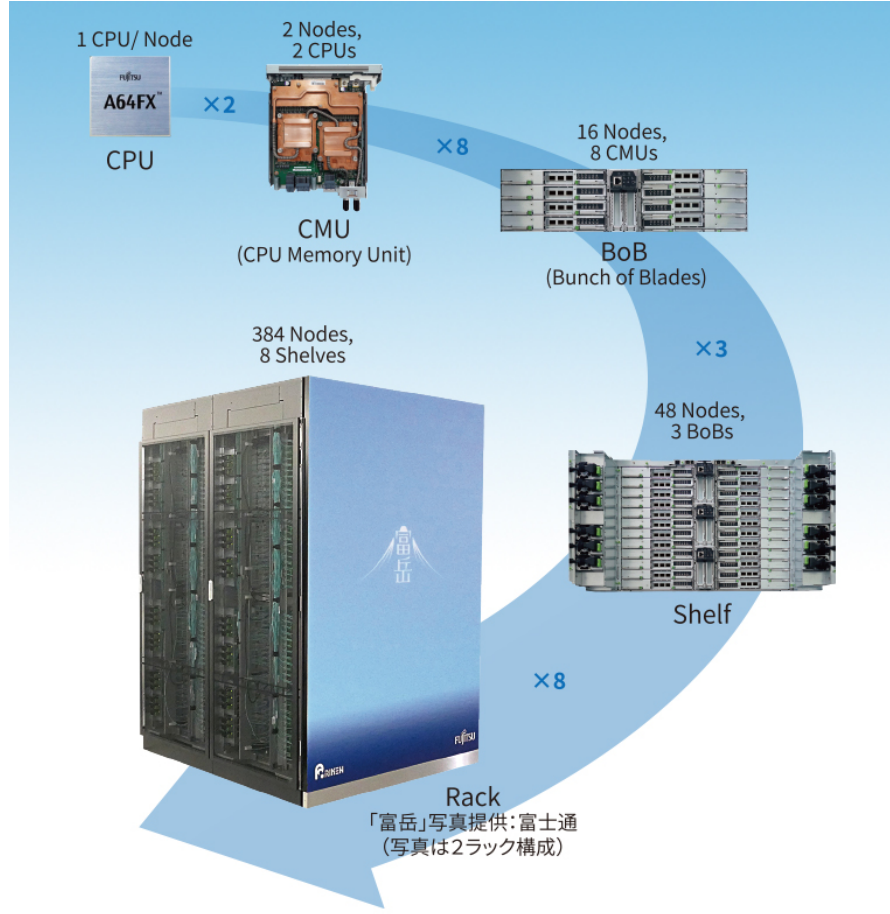 1 CPU/ Node
FUJITSU
A64FX™
CPU
×2
2 Nodes,
2 CPUs
CMU
(CPU Memory Unit)
×8
16 Nodes,
8 CMUs
BoB
(Bunch of Blades)
×3
48 Nodes,
3 BoBs
Shelf
×8
384 Nodes,
8 Shelves
富岳
FUJITSU
RIKEN
Rack
「富岳」写真提供：富士通
（写真は２ラック構成）